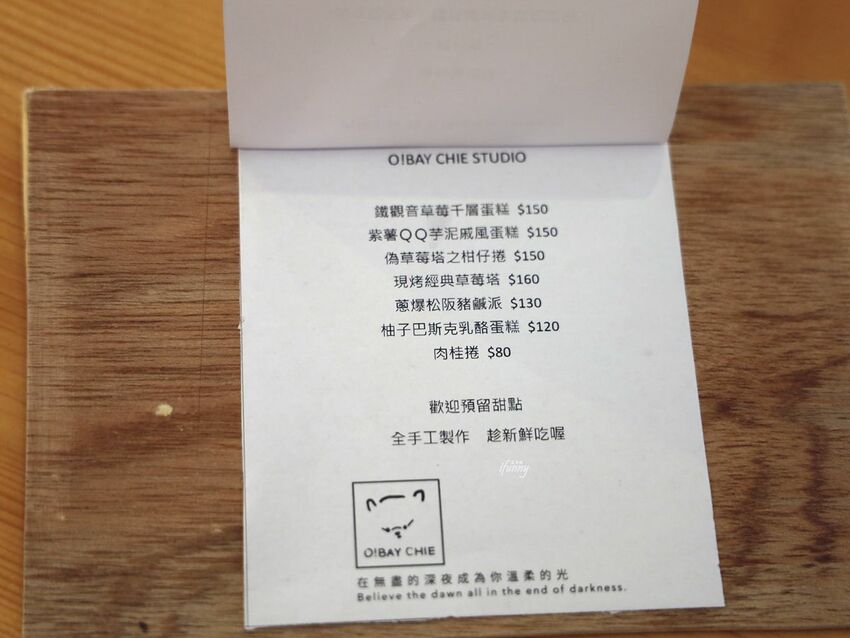 O!BAY CHIE STUDIO
鐵觀音草莓千層蛋糕 $150
紫薯QQ芋泥戚風蛋糕 $150
偽草莓塔之柑仔捲 $150
現烤經典草莓塔 $160
蔥爆松阪豬鹹派 $130
柚子巴斯克乳酪蛋糕 $120
肉桂捲 $80
歡迎預留甜點
全手工製作 趁新鮮吃喔
ifunny
O!BAY CHIE
在無盡的深夜成為你溫柔的光
Believe the dawn all in the end of darkness.